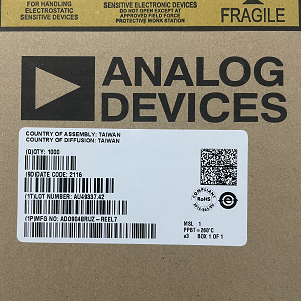 FOR HANDLING
ELECTROSTATIC
SENSITIVE DEVICES
SENSITIVE ELECTRONIC DEVICES
DO NOT OPEN EXCEPT AT
APPROVED FIELD FORCE
PROTECTIVE WORK STATION
FRAGILE
ANALOG
DEVICES
COUNTRY OF ASSEMBLY: TAIWAN
COUNTRY OF DIFFUSION: TAIWAN
(Q)QTY: 1000
(9D)DATE CODE: 2116
(1T)LOT NUMBER: AU49337.42
(1P)MFG NO: ADG904BRUZ-REEL7
COMPLIANT
RoHS
MSL 1
PPBT=260°C
e3 BOX 1 OF 1